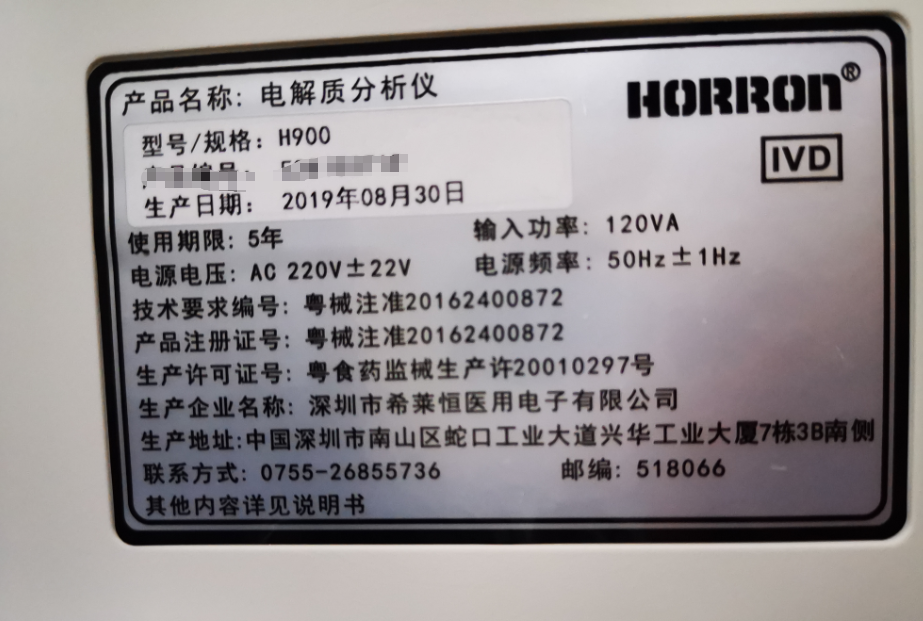 产品名称: 电解质分析仪
HORRON®
型号/规格: H900
IVD
生产日期: 2019年08月30日
使用期限: 5年 输入功率: 120VA
电源电压: AC 220V±22V 电源频率: 50Hz±1Hz
技术要求编号: 粤械注准20162400872
产品注册证号: 粤械注准20162400872
生产许可证号: 粤食药监械生产许20010297号
生产企业名称: 深圳市希莱恒医用电子有限公司
生产地址:中国深圳市南山区蛇口工业大道兴华工业大厦7栋3B南侧
联系方式: 0755-26855736 邮编: 518066
其他内容详见说明书